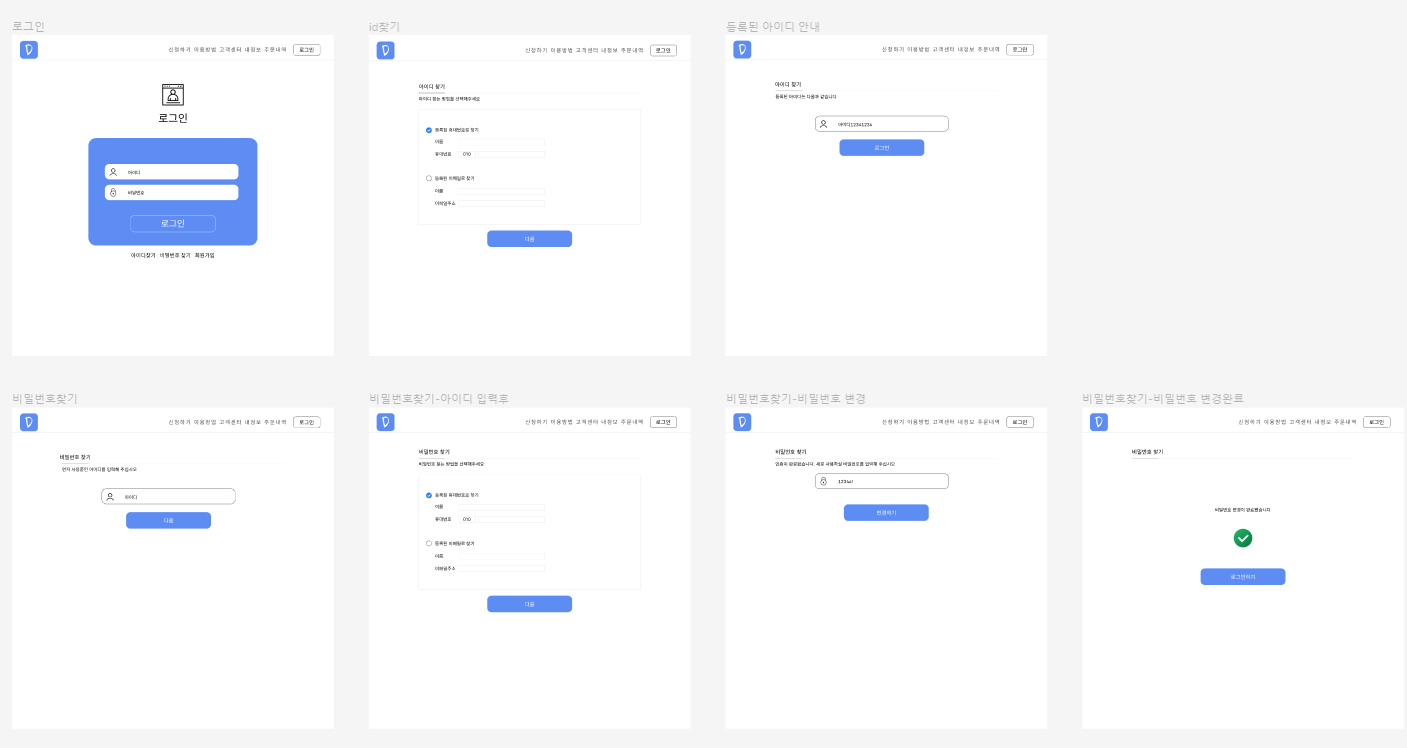 로그인
신청하기 이용방법 고객센터 내정보 주문내역 로그인
로그인
아이디
비밀번호
로그인
아이디찾기 비밀번호 찾기 회원가입
id찾기
신청하기 이용방법 고객센터 내정보 주문내역 로그인
아이디 찾기
아이디 찾는 방법을 선택해주세요
등록된 휴대번호로 찾기
이름
휴대번호 010
등록된 이메일로 찾기
이름
이메일주소
다음
등록된 아이디 안내
신청하기 이용방법 고객센터 내정보 주문내역 로그인
아이디 찾기
등록된 아이디는 다음과 같습니다
아이디12341234
로그인
비밀번호찾기
신청하기 이용방법 고객센터 내정보 주문내역 로그인
비밀번호 찾기
먼저 사용중인 아이디를 입력해 주십시오
아이디
다음
비밀번호찾기-아이디 입력후
신청하기 이용방법 고객센터 내정보 주문내역 로그인
비밀번호 찾기
비밀번호 찾는 방법을 선택해주세요
등록된 휴대번호로 찾기
이름
휴대번호 010
등록된 이메일로 찾기
이름
이메일주소
다음
비밀번호찾기-비밀번호 변경
신청하기 이용방법 고객센터 내정보 주문내역 로그인
비밀번호 찾기
인증이 완료됐습니다. 새로 사용하실 비밀번호를 입력해 주십시오
변경하기
비밀번호찾기-비밀번호 변경완료
신청하기 이용방법 고객센터 내정보 주문내역 로그인
비밀번호 찾기
비밀번호 변경이 완료됐습니다
로그인하기